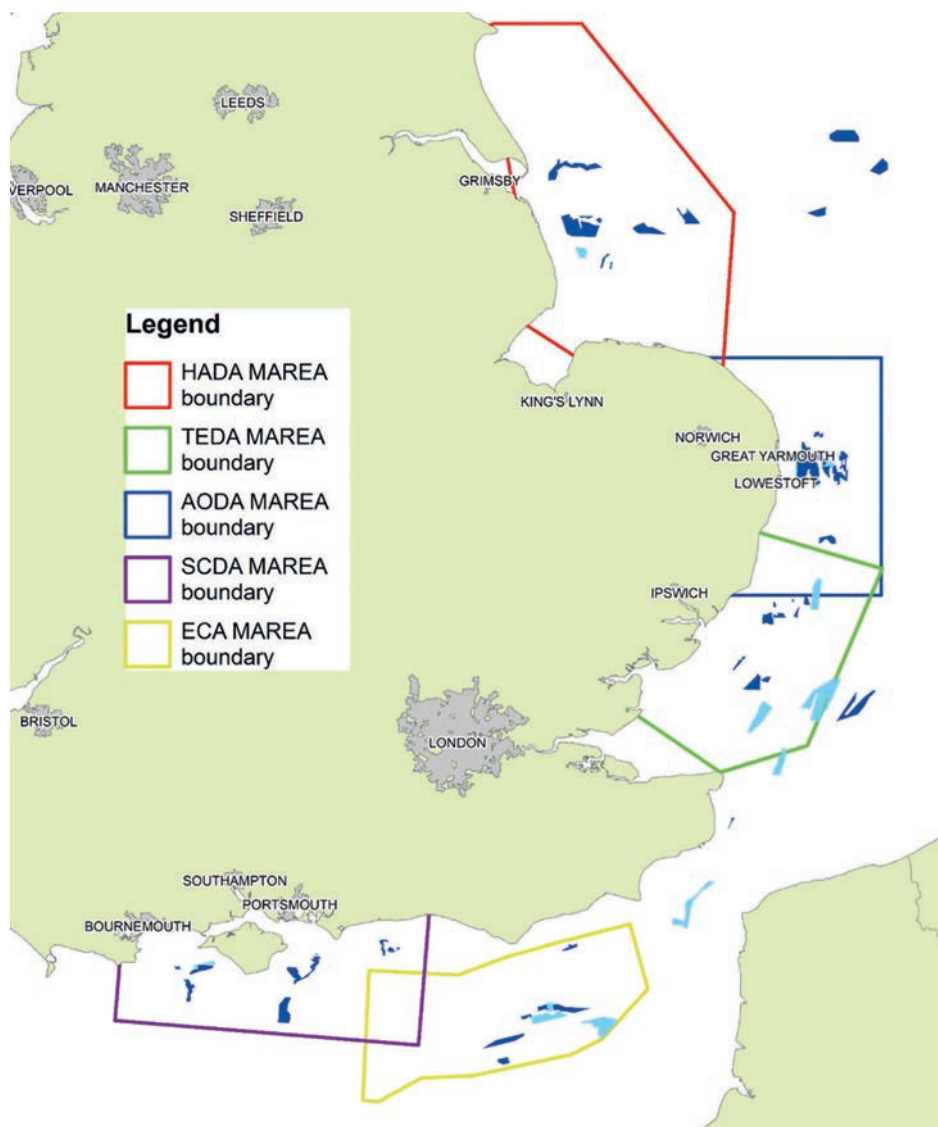 LEEDS
GRIMSBY
VERPOOL
MANCHESTER
SHEFFIELD
Legend
HADA MAREA
boundary
TEDA MAREA
boundary
AODA MAREA
boundary
SCDA MAREA
boundary
ECA MAREA
boundary
KING'S LYNN
NORWICH
GREAT YARMOUTH
LOWESTOFT
IPSWICH
BRISTOL
LONDON
SOUTHAMPTON
PORTSMOUTH
BOURNEMOUTH